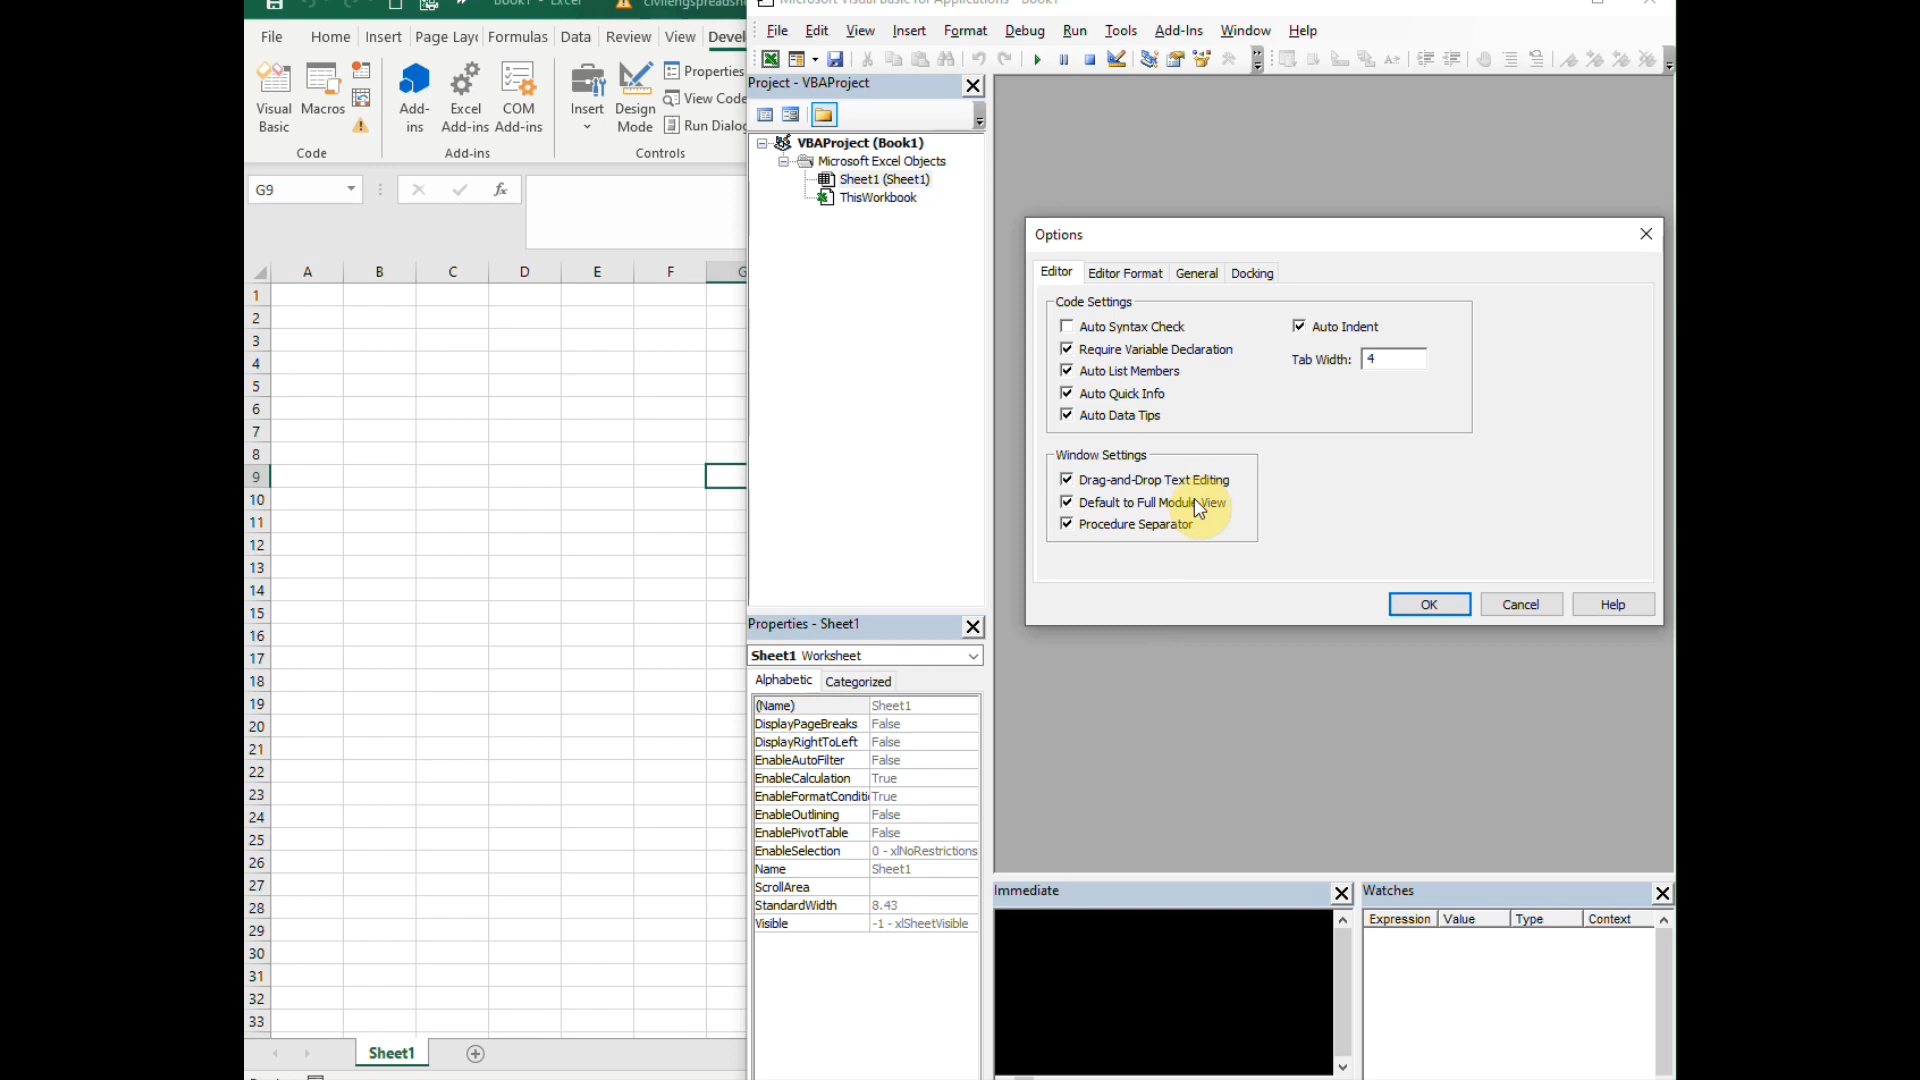 Book1 - Excel
Microsoft Visual Basic for Applications - Book1
File Home Insert Page Layo Formulas Data Review View Devel
Visual Basic
Macros
Code
Add-ins
Excel Add-ins
COM Add-ins
Add-ins
Insert
Design Mode
Properties
View Code
Run Dialog
Controls
G9
fx
A B C D E F G
1
2
3
4
5
6
7
8
9
10
11
12
13
14
15
16
17
18
19
20
21
22
23
24
25
26
27
28
29
30
31
32
33
Sheet1
File Edit View Insert Format Debug Run Tools Add-Ins Window Help
Project - VBAProject
VBAProject (Book1)
Microsoft Excel Objects
Sheet1 (Sheet1)
ThisWorkbook
Properties - Sheet1
Sheet1 Worksheet
Alphabetic Categorized
(Name) Sheet1
DisplayPageBreaks False
DisplayRightToLeft False
EnableAutoFilter False
EnableCalculation True
EnableFormatConditi True
EnableOutlining False
EnablePivotTable False
EnableSelection 0 - xlNoRestrictions
Name Sheet1
ScrollArea
StandardWidth 8.43
Visible -1 - xlSheetVisible
Options
Editor Editor Format General Docking
Code Settings
Auto Syntax Check
Require Variable Declaration
Auto List Members
Auto Quick Info
Auto Data Tips
Auto Indent
Tab Width: 4
Window Settings
Drag-and-Drop Text Editing
Default to Full Module View
Procedure Separator
OK Cancel Help
Immediate
Watches
Expression Value Type Context